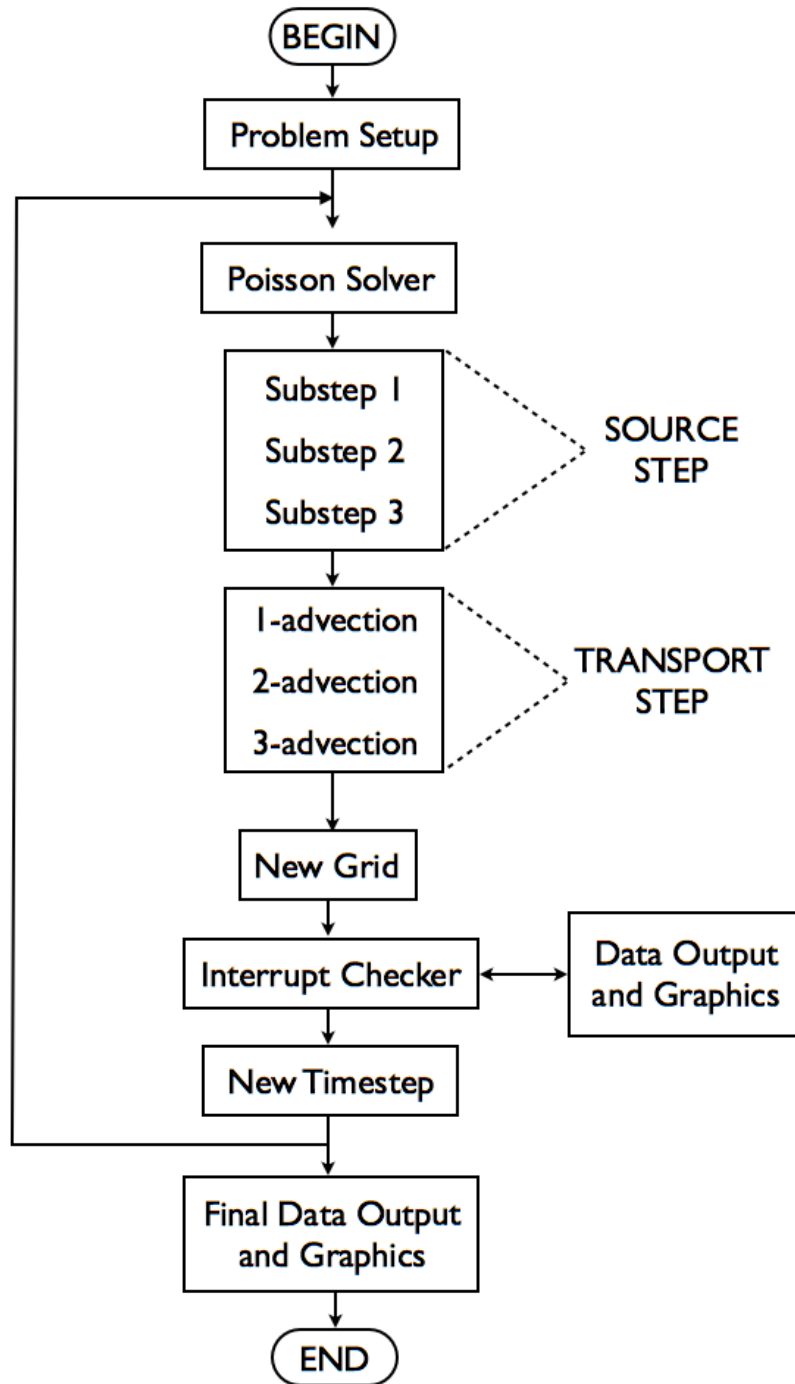 BEGIN
Problem Setup
Poisson Solver
Substep 1
Substep 2
Substep 3
SOURCE
STEP
1-advection
2-advection
3-advection
TRANSPORT
STEP
New Grid
Interrupt Checker
Data Output
and Graphics
New Timestep
Final Data Output
and Graphics
END